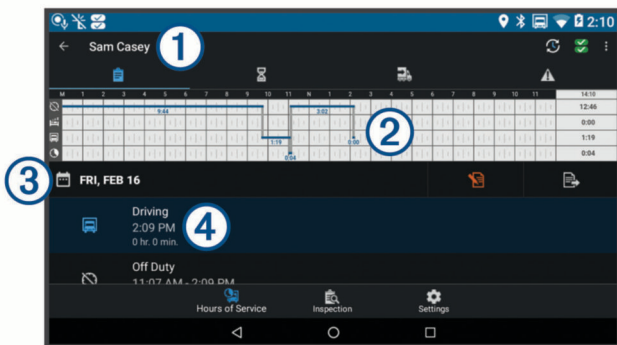 2:10
Sam Casey
1
M 1 2 3 4 5 6 7 8 9 10 11 N 1 2 3 4 5 6 7 8 9 10 11 14:10
9:44 3:02 12:46
2
0:00
1:19 0:00 1:19
0:04 0:04
3
FRI, FEB 16
Driving
2:09 PM
4
0 hr. 0 min.
Off Duty
11:07 AM - 2:09 PM
Hours of Service Inspection Settings